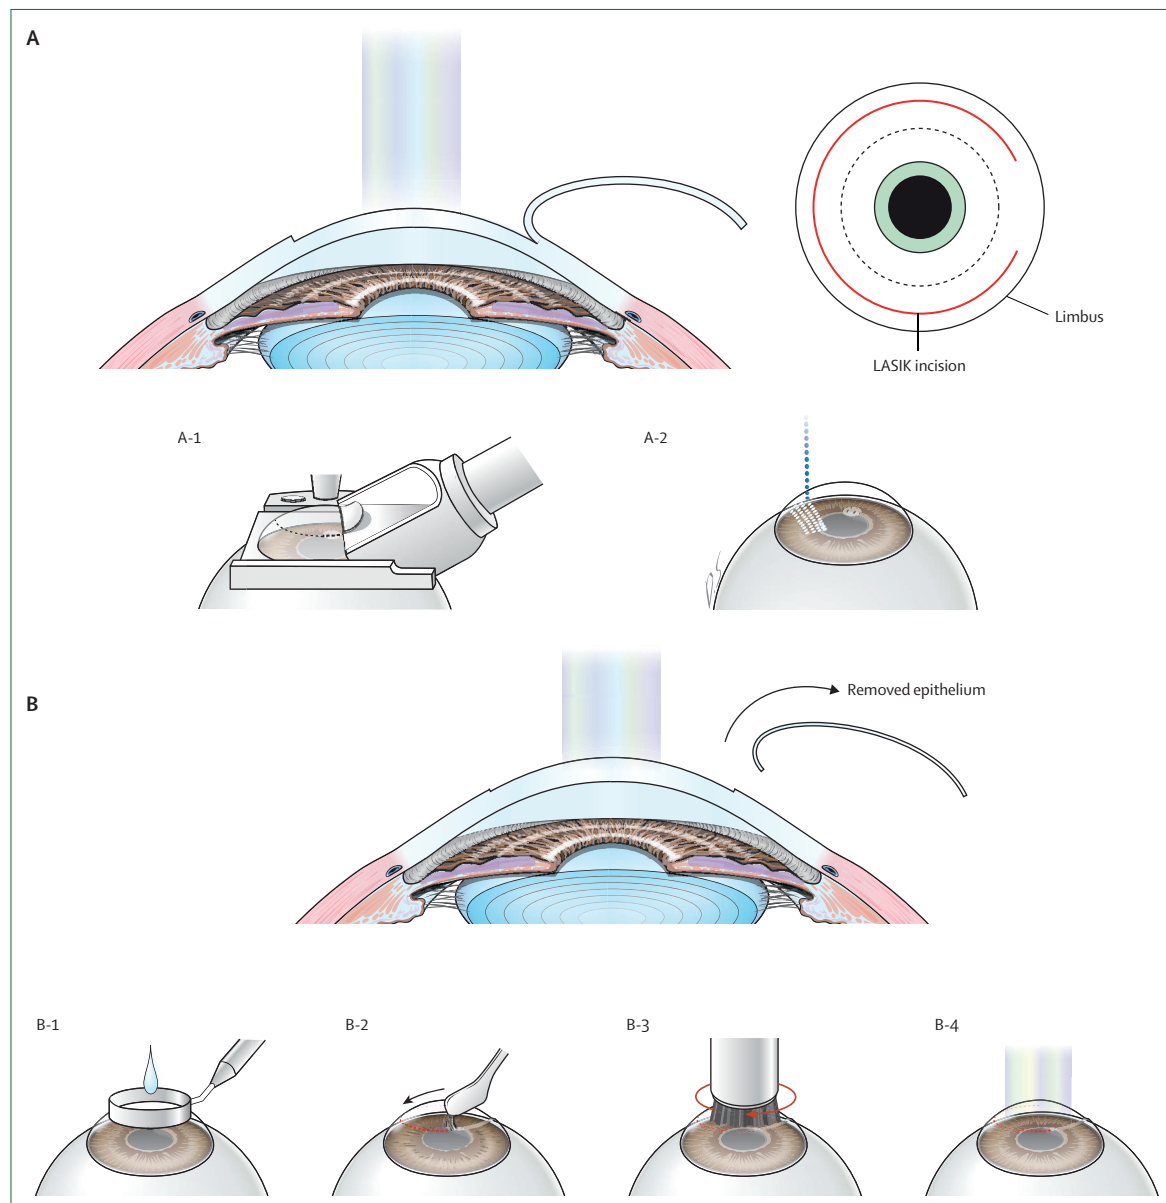 A
Limbus
LASIK incision
A-1
A-2
Removed epithelium
B
B-1
B-2
B-3
B-4